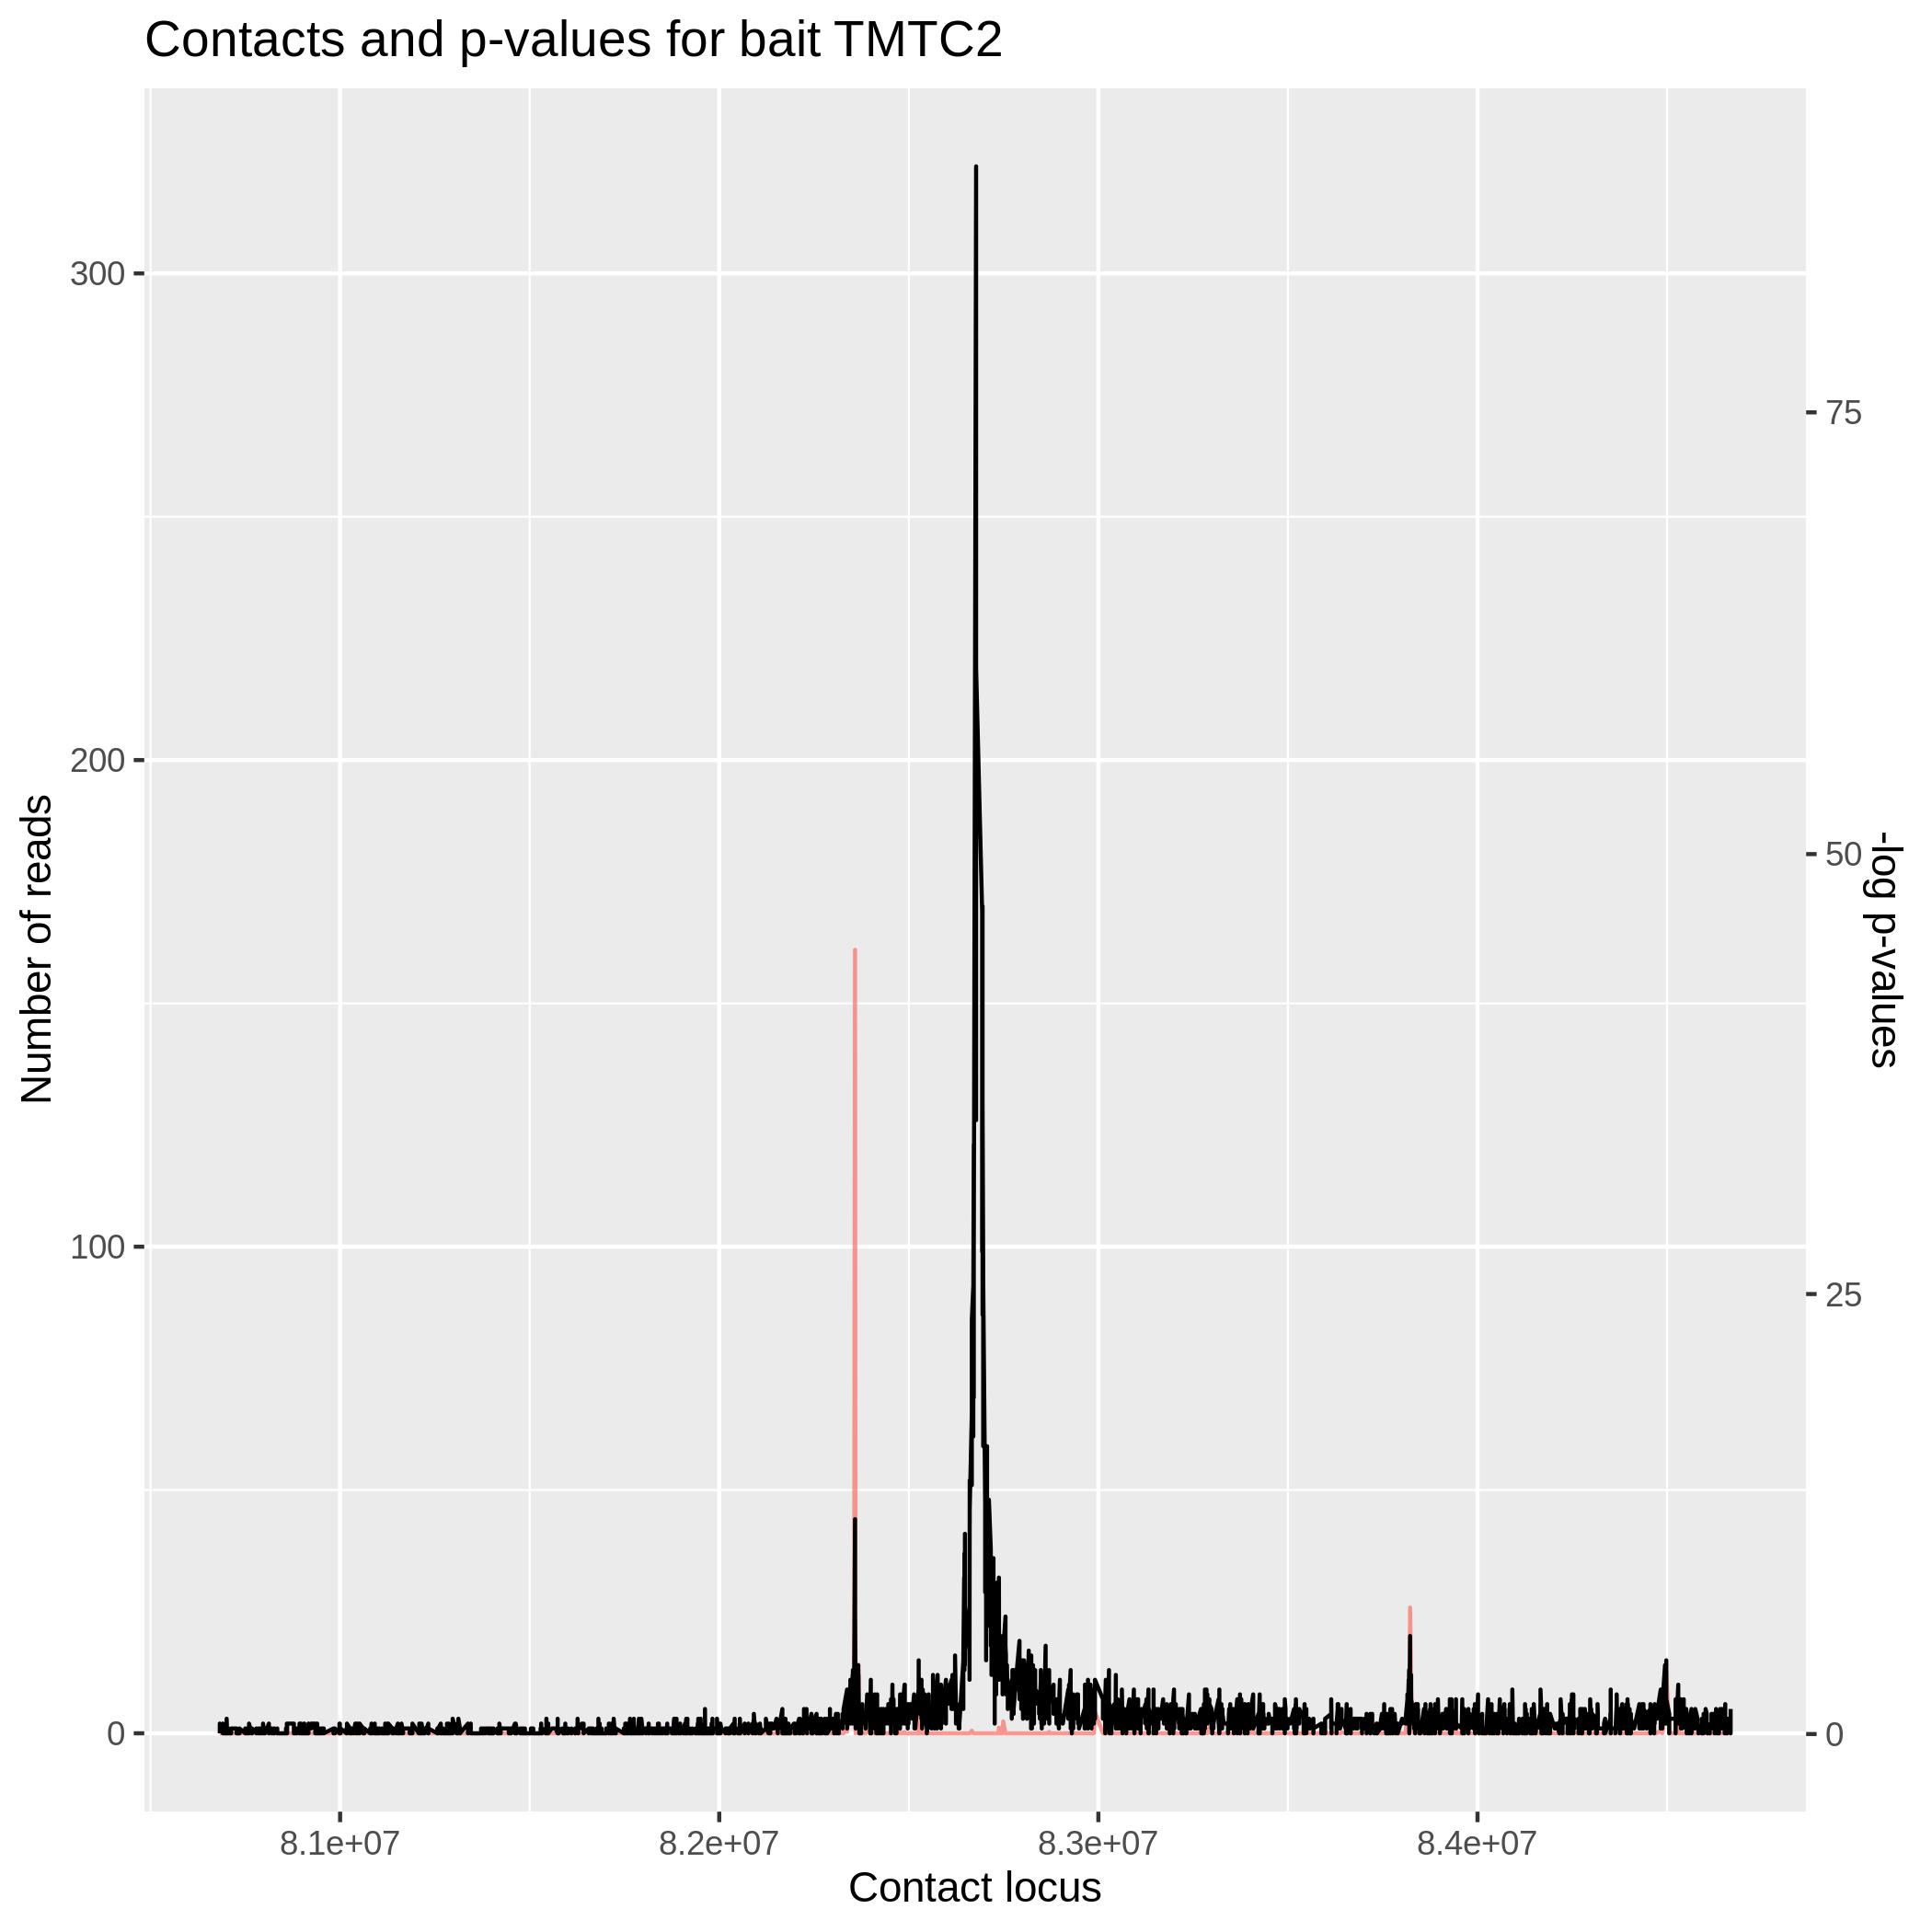 Contacts and p-values for bait TMTC2
300
200
100
0
Number of reads
75
50
25
0
-log p-values
8.1e+07
8.2e+07
8.3e+07
8.4e+07
Contact locus